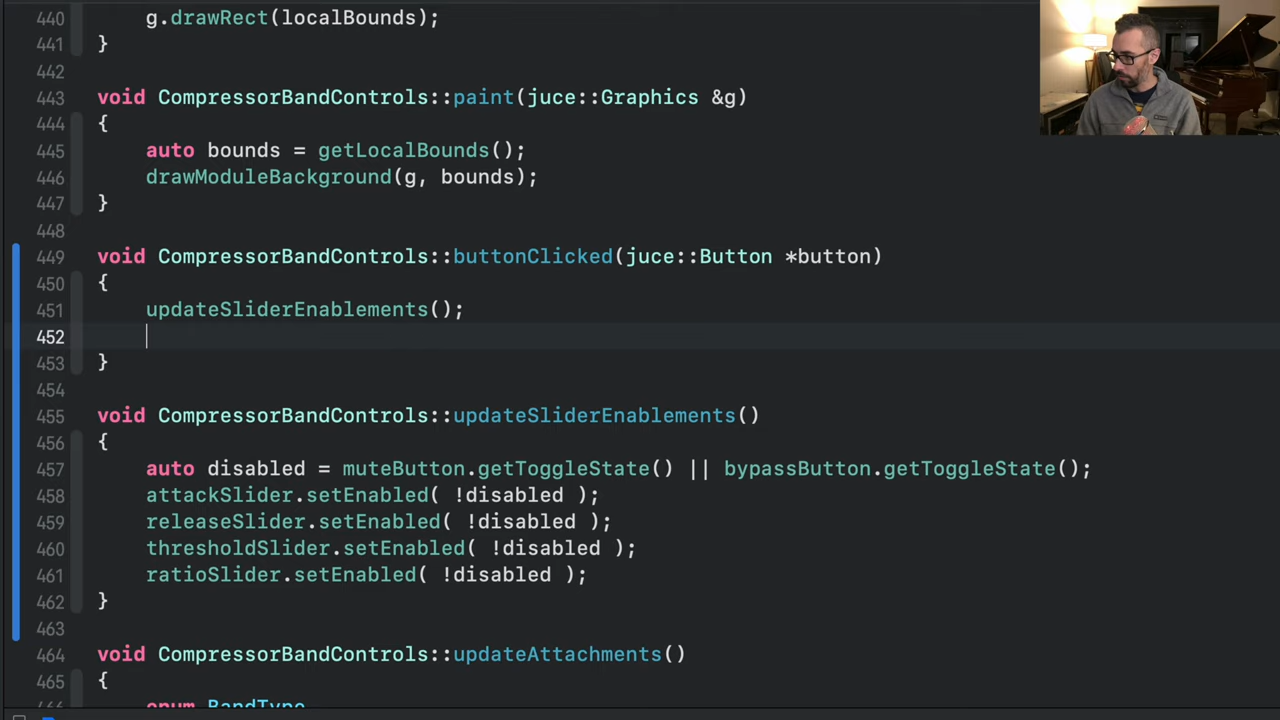 440 g.drawRect(localBounds);
441 }
442
443 void CompressorBandControls::paint(juce::Graphics &g)
444 {
445 auto bounds = getLocalBounds();
446 drawModuleBackground(g, bounds);
447 }
448
449 void CompressorBandControls::buttonClicked(juce::Button *button)
450 {
451 updateSliderEnablements();
452
453 }
454
455 void CompressorBandControls::updateSliderEnablements()
456 {
457 auto disabled = muteButton.getToggleState() || bypassButton.getToggleState();
458 attackSlider.setEnabled( !disabled );
459 releaseSlider.setEnabled( !disabled );
460 thresholdSlider.setEnabled( !disabled );
461 ratioSlider.setEnabled( !disabled );
462 }
463
464 void CompressorBandControls::updateAttachments()
465 {
466 enum BandType